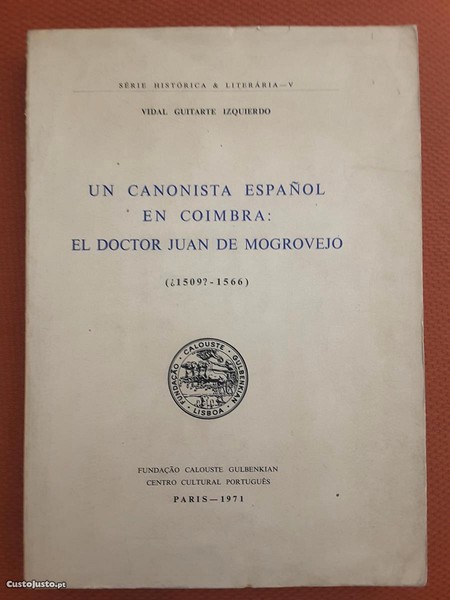 SÉRIE HISTÓRICA & LITERÁRIA—V
VIDAL GUITARTE IZQUIERDO
UN CANONISTA ESPAÑOL
EN COIMBRA:
EL DOCTOR JUAN DE MOGROVEJO
(¿1509?-1566)
FUNDAÇÃO • CALOUSTE • GULBENKIAN
• LISBOA •
FUNDAÇÃO CALOUSTE GULBENKIAN
CENTRO CULTURAL PORTUGUÊS
PARIS—1971
CustoJusto.pt